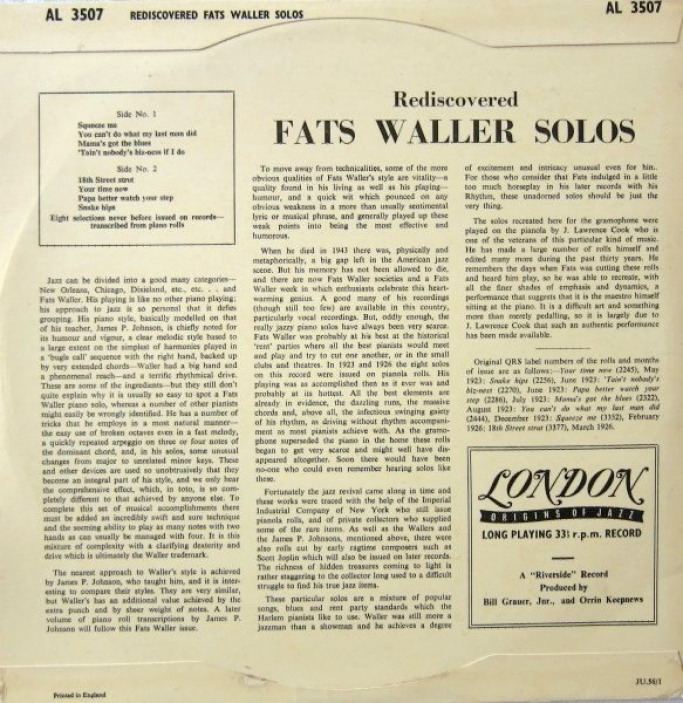 AL 3507 REDISCOVERED FATS WALLER SOLOS AL 3507
Side No. 1
Squeeze me
You can't do what my last man did
Mama's got the blues
'Tain't nobody's biz-ness if I do
Side No. 2
18th Street strut
Your time now
Papa better watch your step
Snake hips
Eight selections never before issued on records—
transcribed from piano rolls
Jazz can be divided into a good many categories—
New Orleans, Chicago, Dixieland, etc., etc. . . . and
Fats Waller. His playing is like no other piano playing;
his approach to jazz is so personal that it defies
grouping. His piano style, basically modelled on that
of his teacher, James P. Johnson, is chiefly noted for
its humour and vigour, a clear melodic style based to
a large extent on the simplest of harmonies played in
a 'bugle call' sequence with the right hand, backed up
by very extended chords—Waller had a big hand and
a phenomenal reach—and a terrific rhythmical drive.
These are some of the ingredients—but they still don't
quite explain why it is usually so easy to spot a Fats
Waller piano solo, whereas a number of other pianists
might easily be wrongly identified. He has a number of
tricks that he employs in a most natural manner—
the easy use of broken octaves even in a fast melody,
a quickly repeated arpeggio on three or four notes of
the dominant chord, and, in his solos, some unusual
changes from major to unrelated minor keys. These
and other devices are used so unobtrusively that they
become an integral part of his style, and we only hear
the comprehensive effect, which, in toto, is so com-
pletely different to that achieved by anyone else. To
complete this set of musical accomplishments there
must be added an incredibly swift and sure technique
and the seeming ability to play as many notes with two
hands as can usually be managed with four. It is this
mixture of complexity with a clarifying dexterity and
drive which is ultimately the Waller trademark.
The nearest approach to Waller's style is achieved
by James P. Johnson, who taught him, and it is inter-
esting to compare their styles. They are very similar,
but Waller's has an additional value achieved by the
extra punch and by sheer weight of notes. A later
volume of piano roll transcriptions by James P.
Johnson will follow this Fats Waller issue.
Rediscovered
FATS WALLER SOLOS
To move away from technicalities, some of the more
obvious qualities of Fats Waller's style are vitality—a
quality found in his living as well as his playing—
humour, and a quick wit which pounced on any
obvious weakness in a more than usually sentimental
lyric or musical phrase, and generally played up these
weak points into being the most effective and
humorous.
When he died in 1943 there was, physically and
metaphorically, a big gap left in the American jazz
scene. But his memory has not been allowed to die,
and there are now Fats Waller societies and a Fats
Waller week in which enthusiasts celebrate this heart-
warming genius. A good many of his recordings
(though still too few) are available in this country,
particularly vocal recordings. But, oddly enough, the
really jazzy piano solos have always been very scarce.
Fats Waller was probably at his best at the historical
'rent' parties where all the best pianists would meet
and play and try to cut one another, or in the small
clubs and theatres. In 1923 and 1926 the eight solos
on this record were issued on pianola rolls. His
playing was as accomplished then as it ever was and
probably at its hottest. All the best elements are
already in evidence, the dazzling runs, the massive
chords and, above all, the infectious swinging gaiety
of his rhythm, as driving without rhythm accompani-
ment as most pianists achieve with. As the gramo-
phone superseded the piano in the home these rolls
began to get very scarce and might well have dis-
appeared altogether. Soon there would have been
no-one who could even remember hearing solos like
these.
Fortunately the jazz revival came along in time and
these works were traced with the help of the Imperial
Industrial Company of New York who still issue
pianola rolls, and of private collectors who supplied
some of the rare items. As well as the Wallers and
the James P. Johnsons, mentioned above, there were
also rolls cut by early ragtime composers such as
Scott Joplin which will also be issued on later records.
The richness of hidden treasures coming to light is
rather staggering to the collector long used to a difficult
struggle to find his true jazz items.
These particular solos are a mixture of popular
songs, blues and rent party standards which the
Harlem pianists like to use. Waller was still more a
jazzman than a showman and he achieves a degree
of excitement and intricacy unusual even for him.
For those who consider that Fats indulged in a little
too much horseplay in his later records with his
Rhythm, these unadorned solos should be just the
very thing.
The solos recreated here for the gramophone were
played on the pianola by J. Lawrence Cook who is
one of the veterans of this particular kind of music.
He has made a large number of rolls himself and
edited many more during the past thirty years. He
remembers the days when Fats was cutting these rolls
and heard him play, so he was able to recreate, with
all the finer shades of emphasis and dynamics, a
performance that suggests that it is the maestro himself
sitting at the piano. It is a difficult art and something
more than merely pedalling, so it is largely due to
J. Lawrence Cook that such an authentic performance
has been made available.
Original QRS label numbers of the rolls and months
of issue are as follows:—Your time now (2245), May
1923; Snake hips (2256), June 1923; 'Tain't nobody's
biz-ness (2270), June 1923; Papa better watch your
step (2286), July 1923; Mama's got the blues (2322),
August 1923; You can't do what my last man did
(2444), December 1923; Squeeze me (3352), February
1926; 18th Street strut (3377), March 1926.
LONDON
ORIGINS OF JAZZ
LONG PLAYING 33⅓ r.p.m. RECORD
A "Riverside" Record
Produced by
Bill Grauer, Jnr., and Orrin Keepnews
Printed in England
JU.56/1